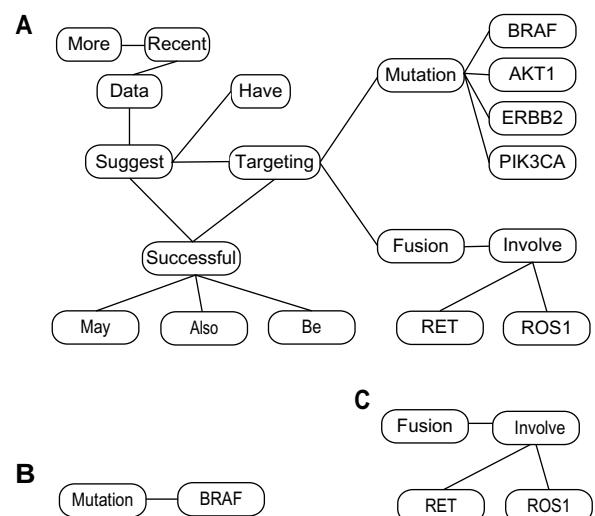 A
More
Recent
BRAF
Data
Have
Mutation
AKT1
ERBB2
Suggest
Targeting
PIK3CA
Successful
Fusion
Involve
May
Also
Be
RET
ROS1
C
Fusion
Involve
B
Mutation
BRAF
RET
ROS1